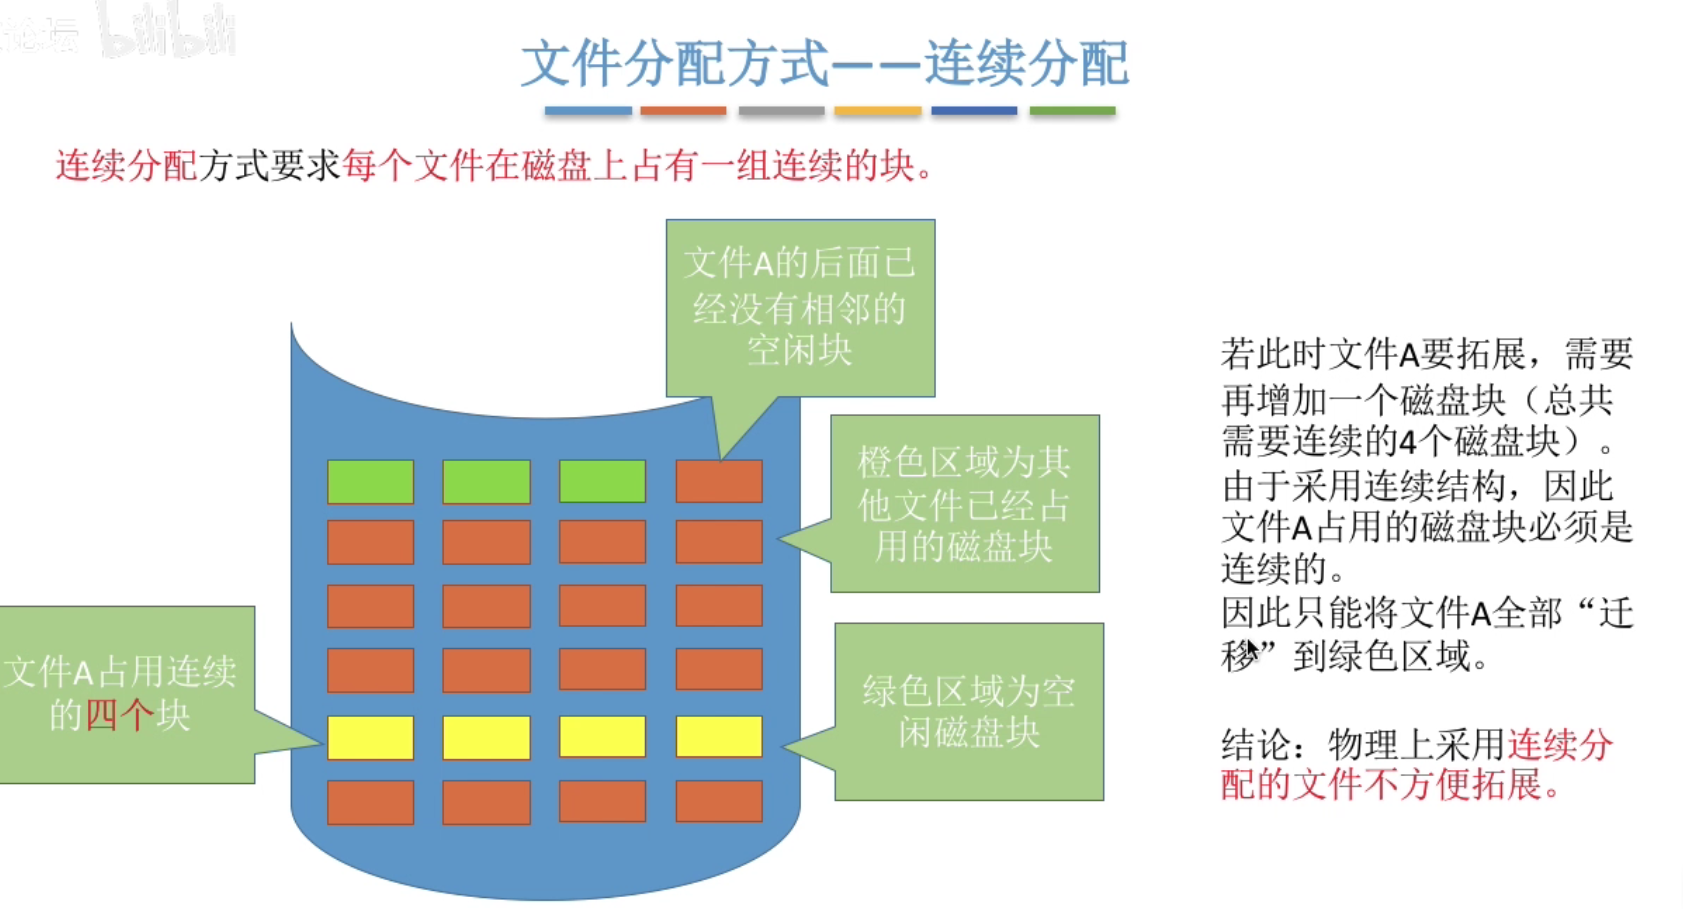 论坛 bilibili
文件分配方式——连续分配
连续分配方式要求每个文件在磁盘上占有一组连续的块。
文件A的后面已
经没有相邻的
空闲块
橙色区域为其
他文件已经占
用的磁盘块
文件A占用连续
的四个块
绿色区域为空
闲磁盘块
若此时文件A要拓展，需要
再增加一个磁盘块（总共
需要连续的4个磁盘块）。
由于采用连续结构，因此
文件A占用的磁盘块必须是
连续的。
因此只能将文件A全部“迁
移”到绿色区域。
结论：物理上采用连续分
配的文件不方便拓展。